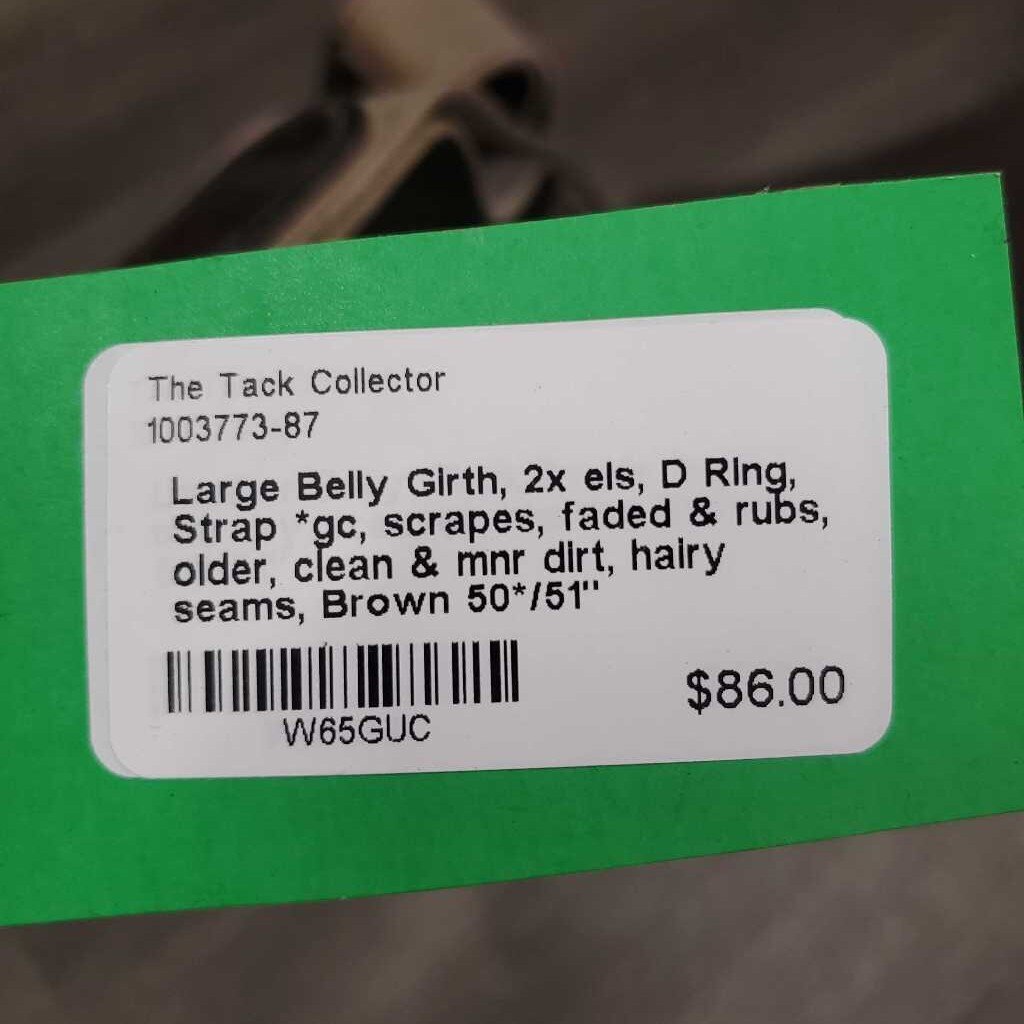 The Tack Collector
1003773-87
Large Belly Girth, 2x els, D Ring,
Strap *gc, scrapes, faded & rubs,
older, clean & mnr dirt, hairy
seams, Brown 50*/51"
W65GUC
$86.00